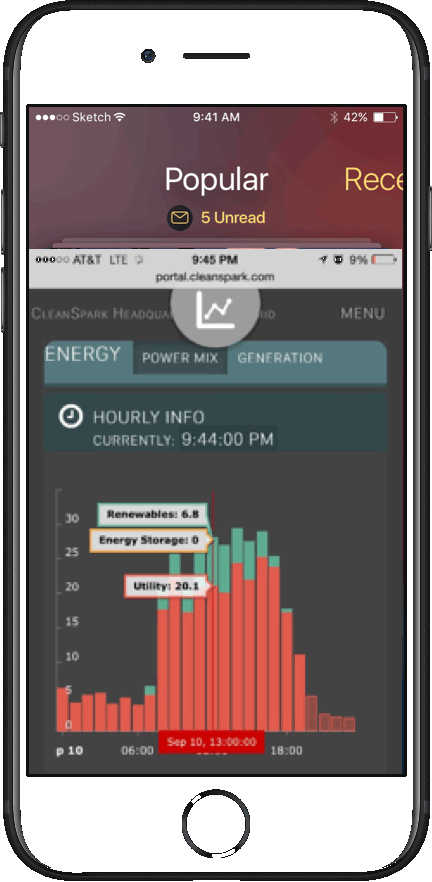 Sketch 9:41 AM 42%
Popular Rece
5 Unread
AT&T LTE 9:45 PM 9%
portal.cleanspark.com
CLEANSPARK HEADQUA RID MENU
ENERGY POWER MIX GENERATION
HOURLY INFO
CURRENTLY: 9:44:00 PM
30
Renewables: 6.8
Energy Storage: 0
25
Utility: 20.1
20
15
10
5
0
Sep 10, 13:00:00
p 10 06:00 18:00